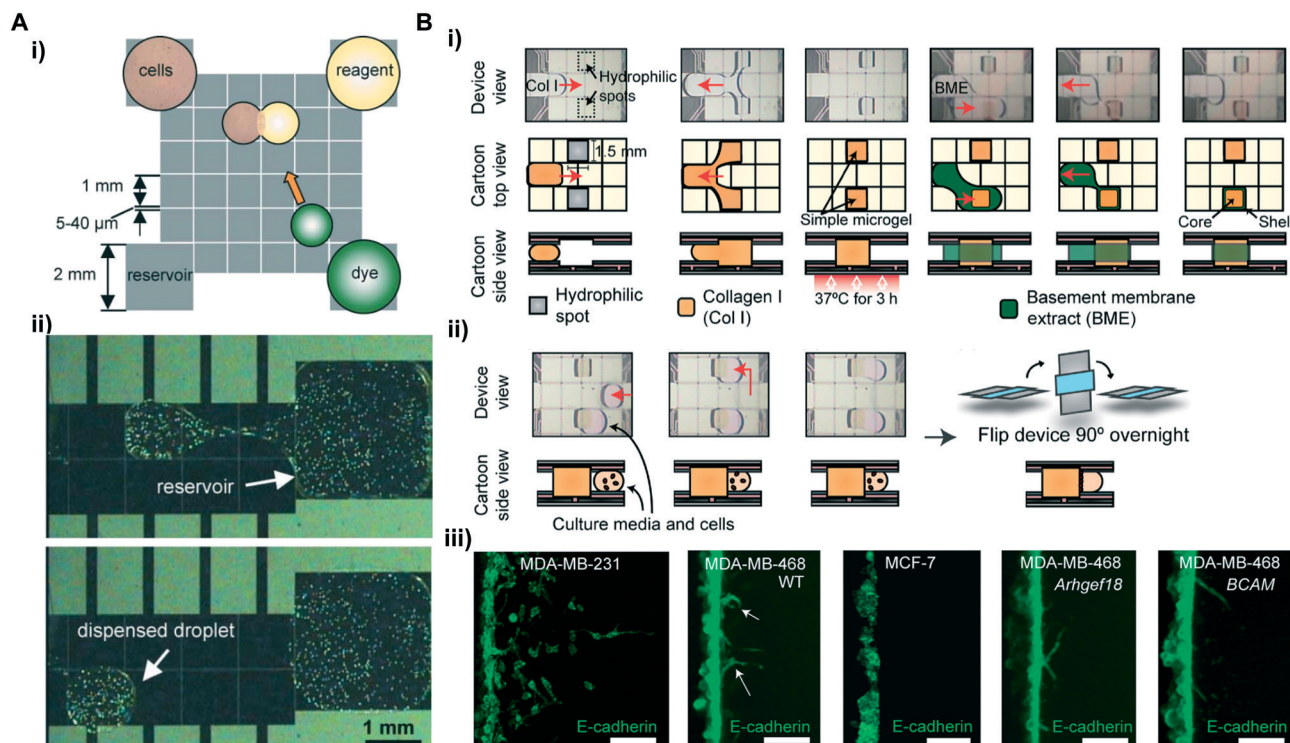 A
i)
cells
reagent
1 mm
5-40 µm
2 mm
reservoir
dye
ii)
reservoir
dispensed droplet
1 mm
B
i)
Device
view
Col I
Hydrophilic
spots
BME
Cartoon
top view
1.5 mm
Simple microgel
Core
Shel
Cartoon
side view
37ºC for 3 h
Hydrophilic
spot
Collagen I
(Col I)
Basement membrane
extract (BME)
ii)
Device
view
Flip device 90º overnight
Cartoon
side view
Culture media and cells
iii)
MDA-MB-231
E-cadherin
MDA-MB-468
WT
E-cadherin
MCF-7
E-cadherin
MDA-MB-468
Arhgef18
E-cadherin
MDA-MB-468
BCAM
E-cadherin